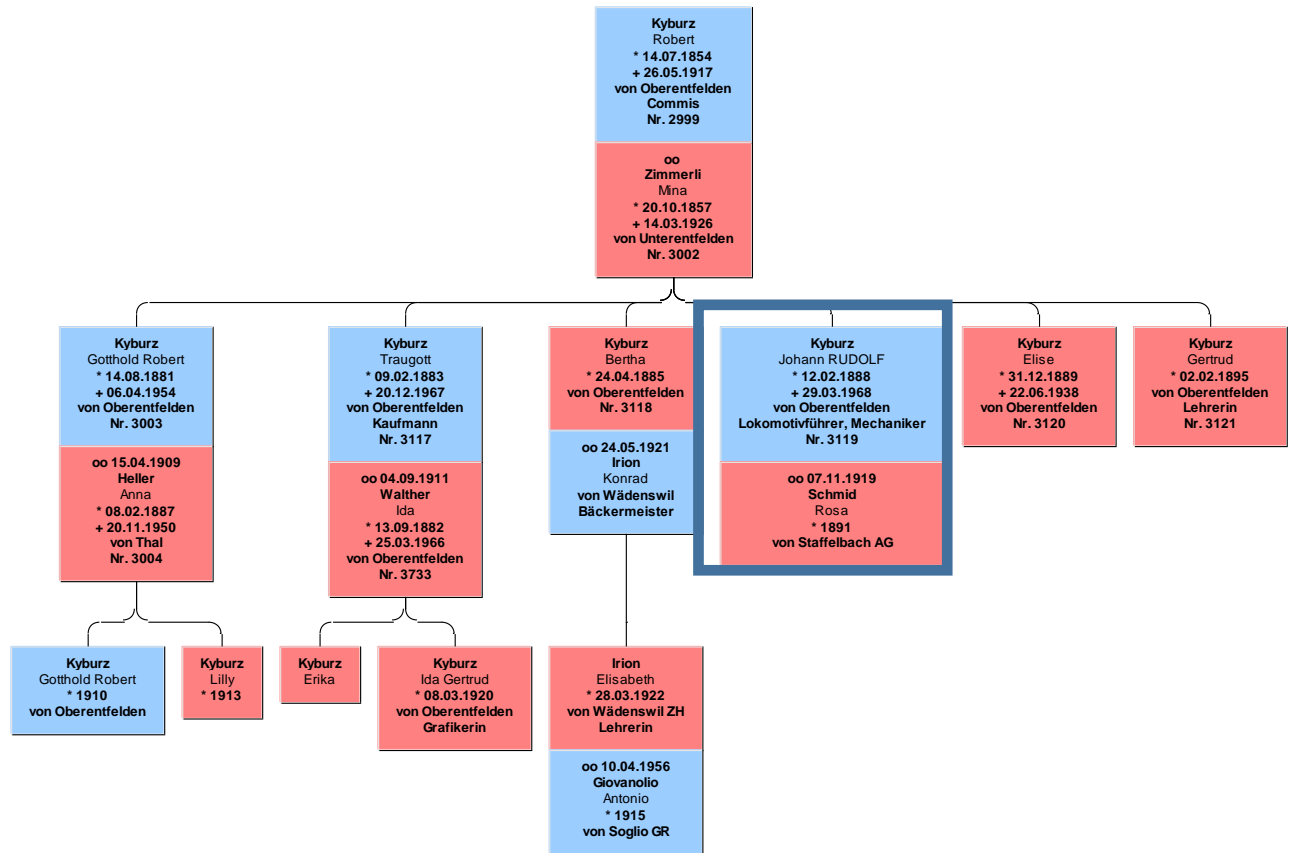 Kyburz
Robert
* 14.07.1854
+ 26.05.1917
von Oberentfelden
Commis
Nr. 2999
oo
Zimmerli
Mina
* 20.10.1857
+ 14.03.1926
von Unterentfelden
Nr. 3002
Kyburz
Gotthold Robert
* 14.08.1881
+ 06.04.1954
von Oberentfelden
Nr. 3003
oo 15.04.1909
Heller
Anna
* 08.02.1887
+ 20.11.1950
von Thal
Nr. 3004
Kyburz
Traugott
* 09.02.1883
+ 20.12.1967
von Oberentfelden
Kaufmann
Nr. 3117
oo 04.09.1911
Walther
Ida
* 13.09.1882
+ 25.03.1966
von Oberentfelden
Nr. 3733
Kyburz
Bertha
* 24.04.1885
von Oberentfelden
Nr. 3118
oo 24.05.1921
Irion
Konrad
von Wädenswil
Bäckermeister
Kyburz
Johann RUDOLF
* 12.02.1888
+ 29.03.1968
von Oberentfelden
Lokomotivführer, Mechaniker
Nr. 3119
oo 07.11.1919
Schmid
Rosa
* 1891
von Staffelbach AG
Kyburz
Elise
* 31.12.1889
+ 22.06.1938
von Oberentfelden
Nr. 3120
Kyburz
Gertrud
* 02.02.1895
von Oberentfelden
Lehrerin
Nr. 3121
Kyburz
Gotthold Robert
* 1910
von Oberentfelden
Kyburz
Lilly
* 1913
Kyburz
Erika
Kyburz
Ida Gertrud
* 08.03.1920
von Oberentfelden
Grafikerin
Irion
Elisabeth
* 28.03.1922
von Wädenswil ZH
Lehrerin
oo 10.04.1956
Giovanolio
Antonio
* 1915
von Soglio GR